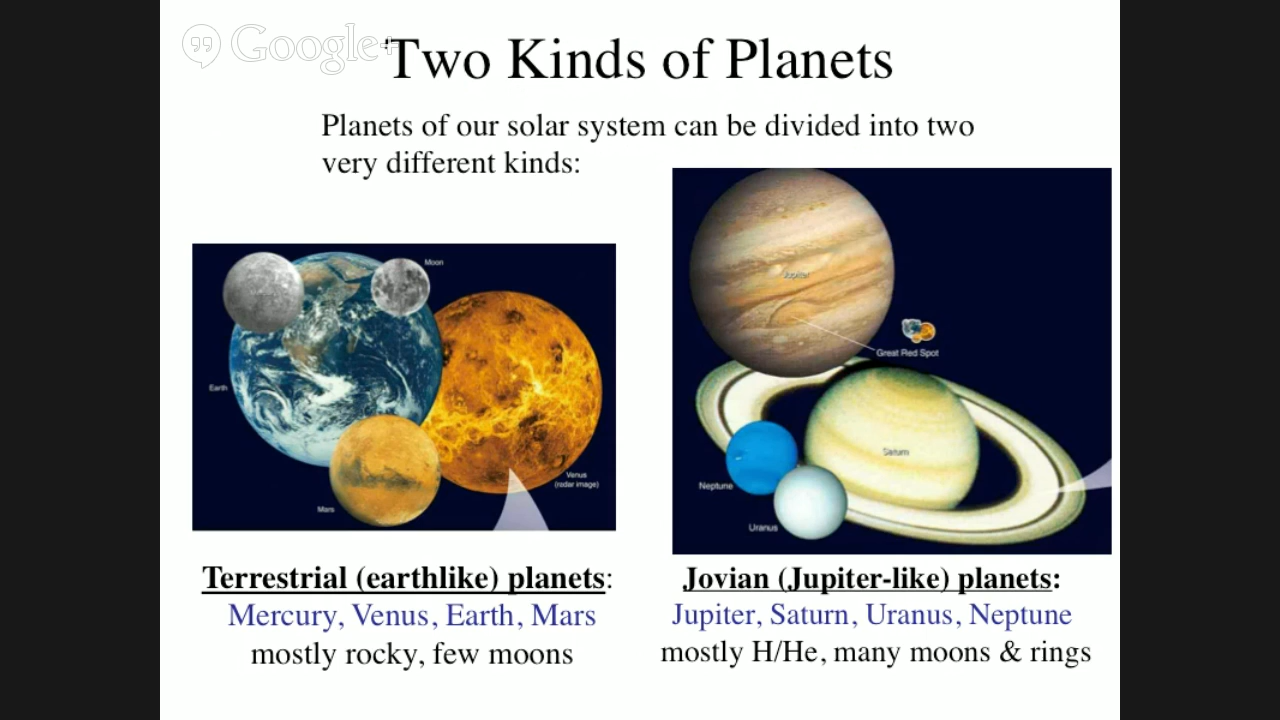 Google+
Two Kinds of Planets
Planets of our solar system can be divided into two
very different kinds:
Moon
Earth
Venus
(radar image)
Mars
Jupiter
Great Red Spot
Saturn
Neptune
Uranus
Terrestrial (earthlike) planets:
Mercury, Venus, Earth, Mars
mostly rocky, few moons
Jovian (Jupiter-like) planets:
Jupiter, Saturn, Uranus, Neptune
mostly H/He, many moons & rings